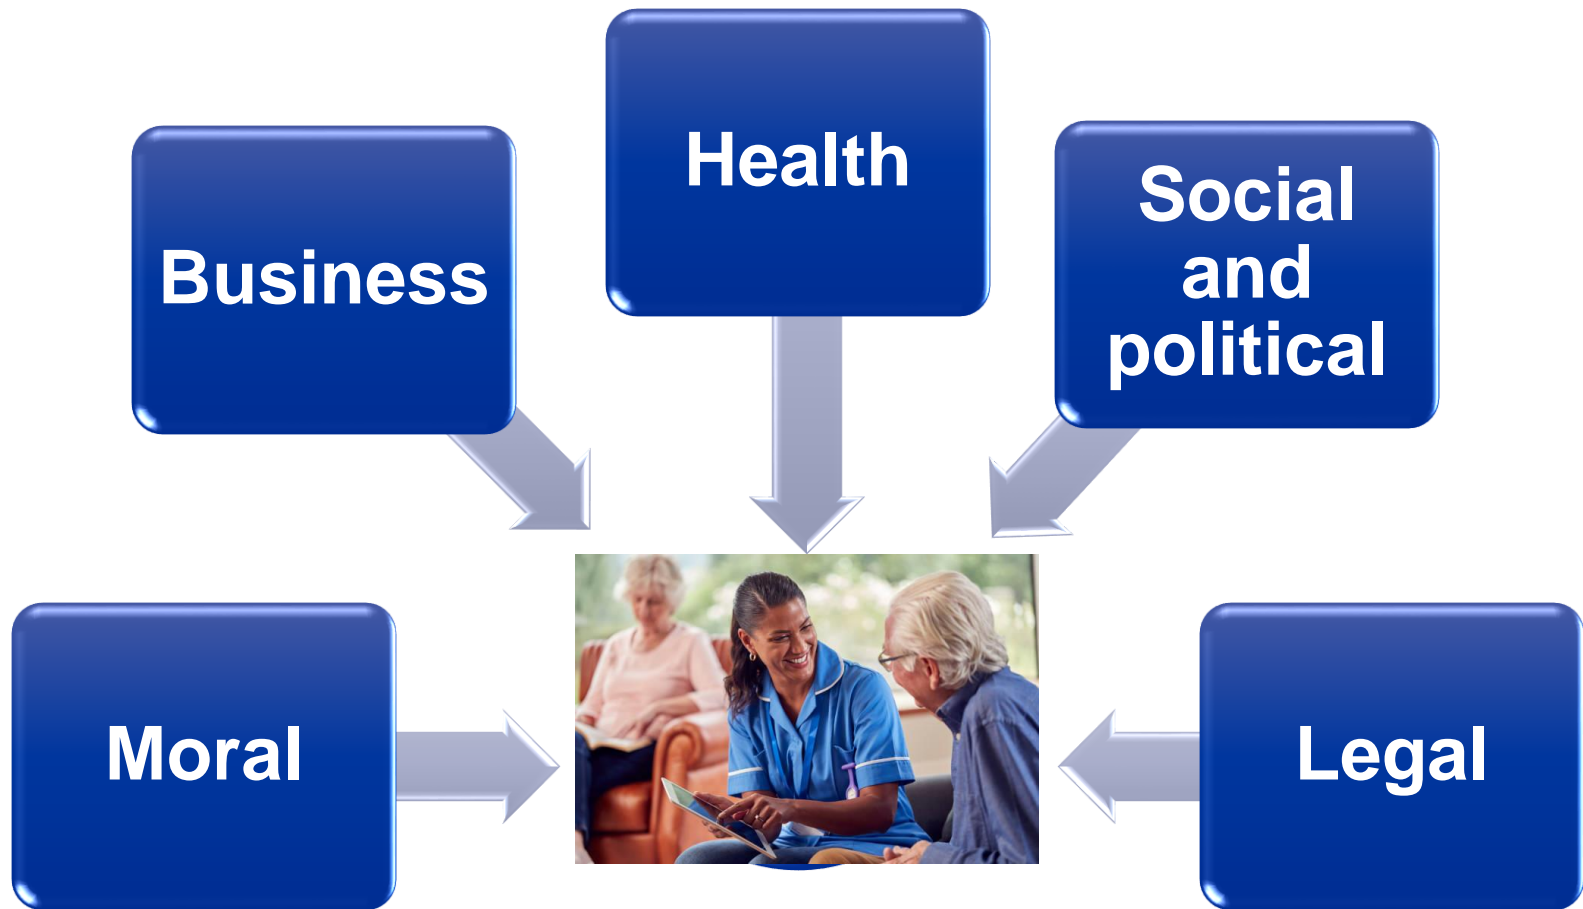 Health
Business
Social
and
political
Moral
Legal